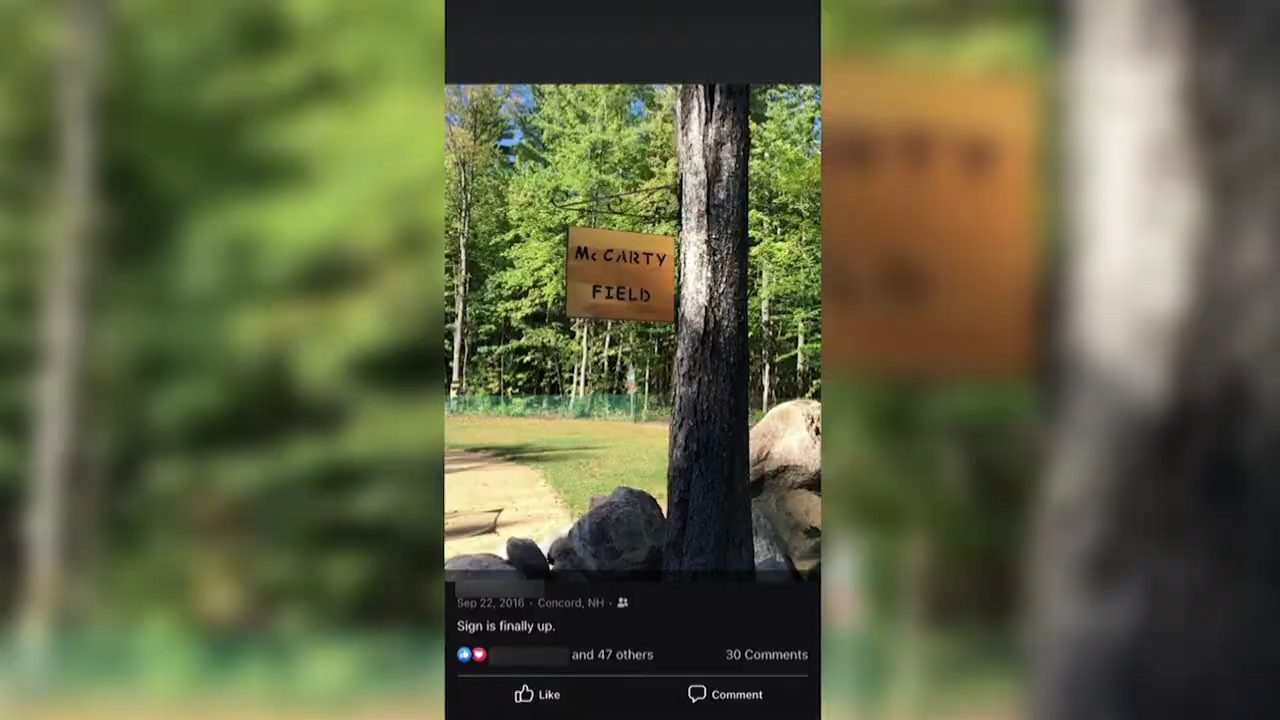 McCARTY
FIELD
Sep 22, 2016 · Concord, NH ·
Sign is finally up.
and 47 others
30 Comments
Like
Comment